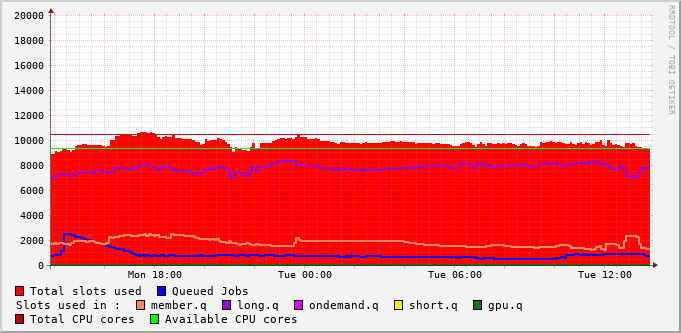 20000
18000
16000
14000
12000
10000
8000
6000
4000
2000
0
Mon 18:00 Tue 00:00 Tue 06:00 Tue 12:00
Total slots used Queued Jobs
Slots used in : member.q long.q ondemand.q short.q gpu.q
Total CPU cores Available CPU cores
RRDTOOL / TOBI OETIKER